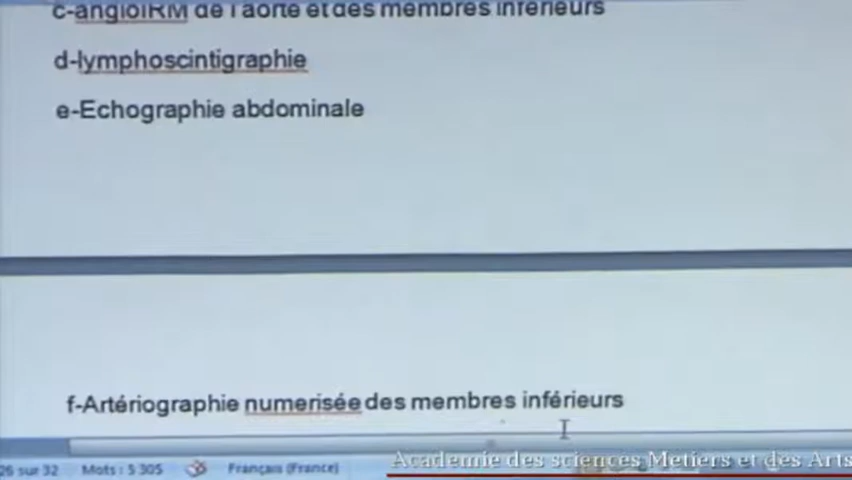 c-angioIRM de l'aorte et des membres inférieurs
d-lymphoscintigraphie
e-Echographie abdominale
f-Artériographie numerisée des membres inférieurs
26 sur 32 Mots : 5 305 Français (France)
Academie des sciences Metiers et des Arts